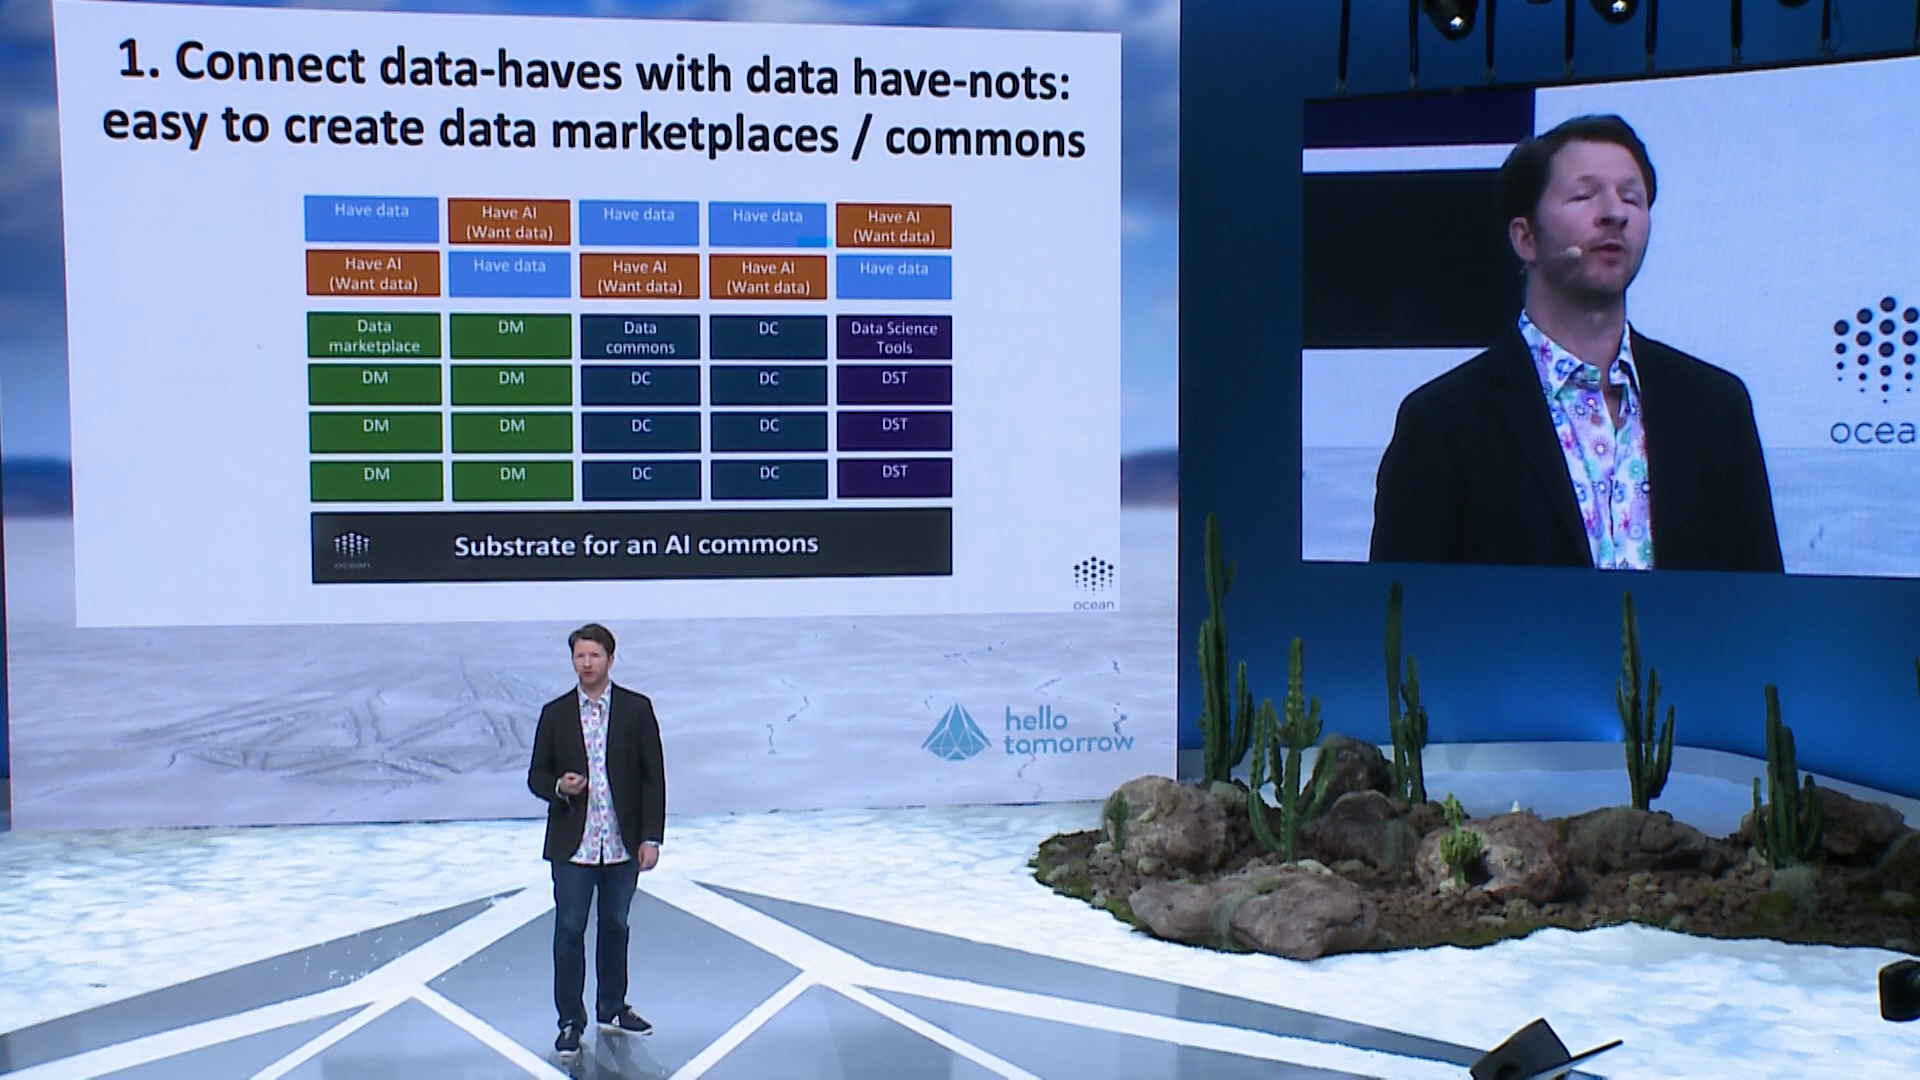 1. Connect data-haves with data have-nots:
easy to create data marketplaces / commons
Have data
Have AI
(Want data)
Have data
Have data
Have AI
(Want data)
Have AI
(Want data)
Have data
Have AI
(Want data)
Have AI
(Want data)
Have data
Data
marketplace
DM
Data
commons
DC
Data Science
Tools
DM
DM
DC
DC
DST
DM
DM
DC
DC
DST
DM
DM
DC
DC
DST
ocean
Substrate for an AI commons
ocean
hello
tomorrow
ocea